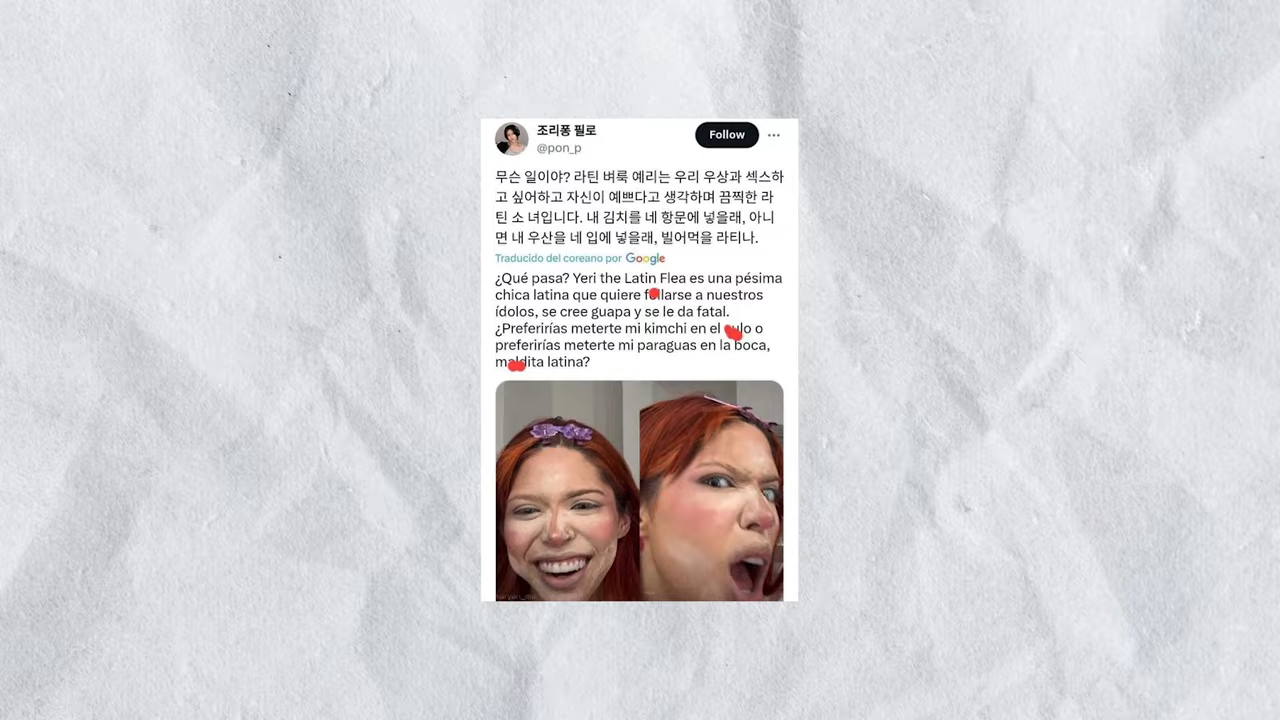 조리퐁 필로
Follow
@pon_p
무슨 일이야? 라틴 벼룩 예리는 우리 우상과 섹스하
고 싶어하고 자신이 예쁘다고 생각하며 끔찍한 라
틴 소 녀입니다. 내 김치를 네 항문에 넣을래, 아니
면 내 우산을 네 입에 넣을래, 빌어먹을 라티나.
Traducido del coreano por Google
¿Qué pasa? Yeri the Latin Flea es una pésima
chica latina que quiere follarse a nuestros
ídolos, se cree guapa y se le da fatal.
¿Preferirías meterte mi kimchi en el culo o
preferirías meterte mi paraguas en la boca,
maldita latina?